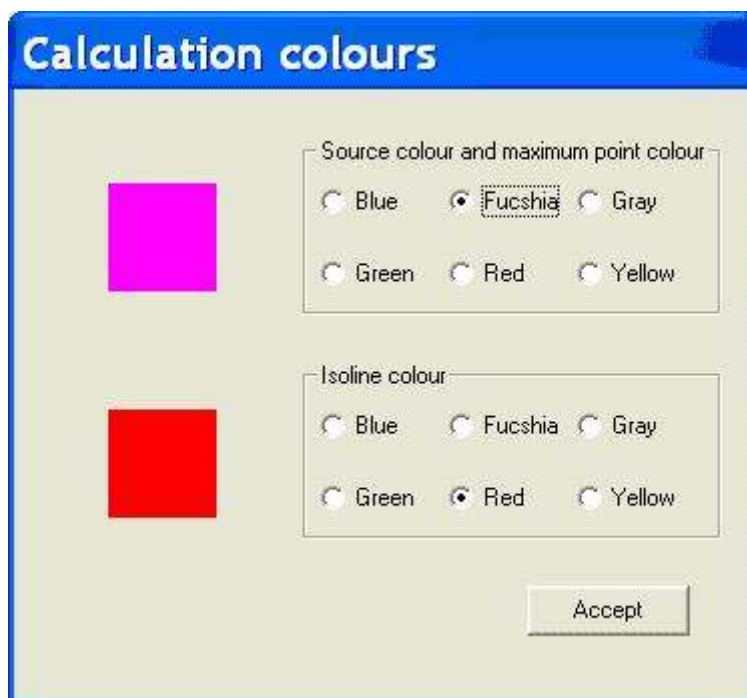 Calculation colours
Source colour and maximum point colour
Blue Fucshia Gray
Green Red Yellow
Isoline colour
Blue Fucshia Gray
Green Red Yellow
Accept